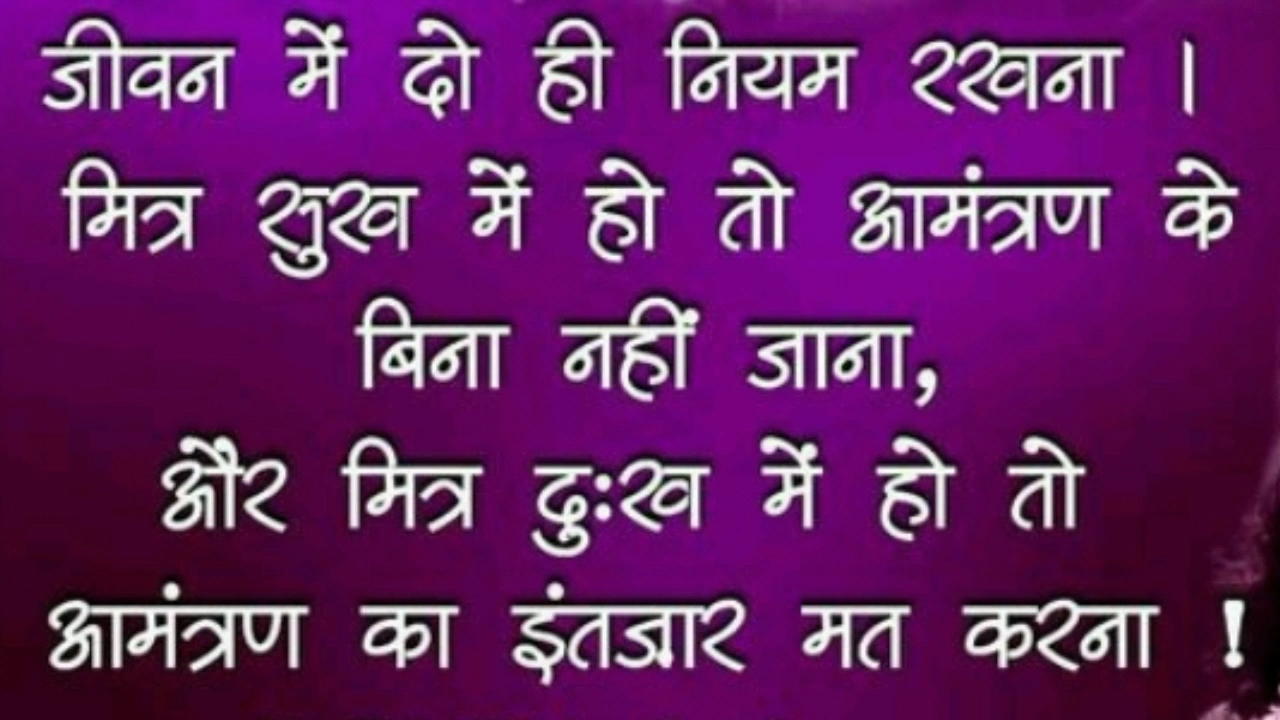 जीवन में दो ही नियम रखना ।
मित्र सुख में हो तो आमंत्रण के
बिना नहीं जाना,
और मित्र दुःख में हो तो
आमंत्रण का इंतजार मत करना !